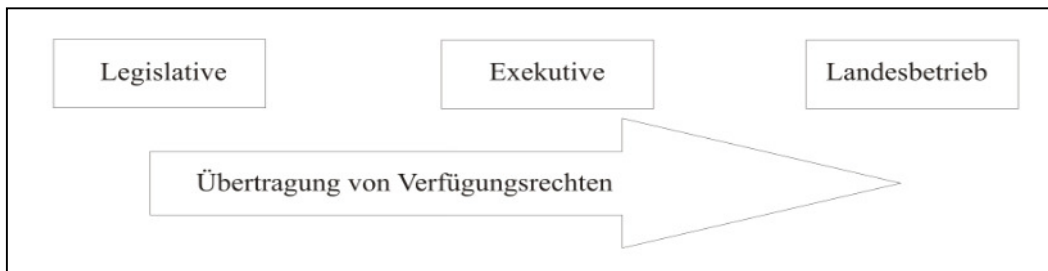 Legislative
Exekutive
Landesbetrieb
Übertragung von Verfügungsrechten